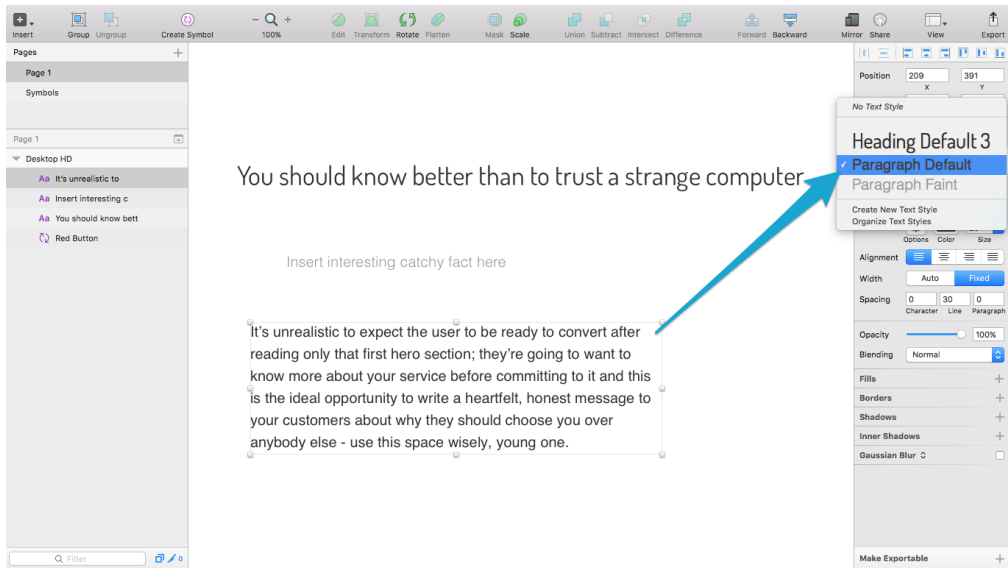 Insert
Group
Ungroup
Create Symbol
100%
Edit
Transform
Rotate
Flatten
Mask
Scale
Union
Subtract
Intersect
Difference
Forward
Backward
Mirror
Share
View
Export
Pages
Page 1
Symbols
Page 1
Desktop HD
Aa It's unrealistic to
Aa Insert interesting c
Aa You should know bett
Red Button
Filter
0
You should know better than to trust a strange computer
Insert interesting catchy fact here
It's unrealistic to expect the user to be ready to convert after
reading only that first hero section; they're going to want to
know more about your service before committing to it and this
is the ideal opportunity to write a heartfelt, honest message to
your customers about why they should choose you over
anybody else - use this space wisely, young one.
Position 209 391
X Y
No Text Style
Heading Default 3
✓ Paragraph Default
Paragraph Faint
Create New Text Style
Organize Text Styles
Options Color Size
Alignment
Width Auto Fixed
Spacing 0 30 0
Character Line Paragraph
Opacity 100%
Blending Normal
Fills
Borders
Shadows
Inner Shadows
Gaussian Blur
Make Exportable